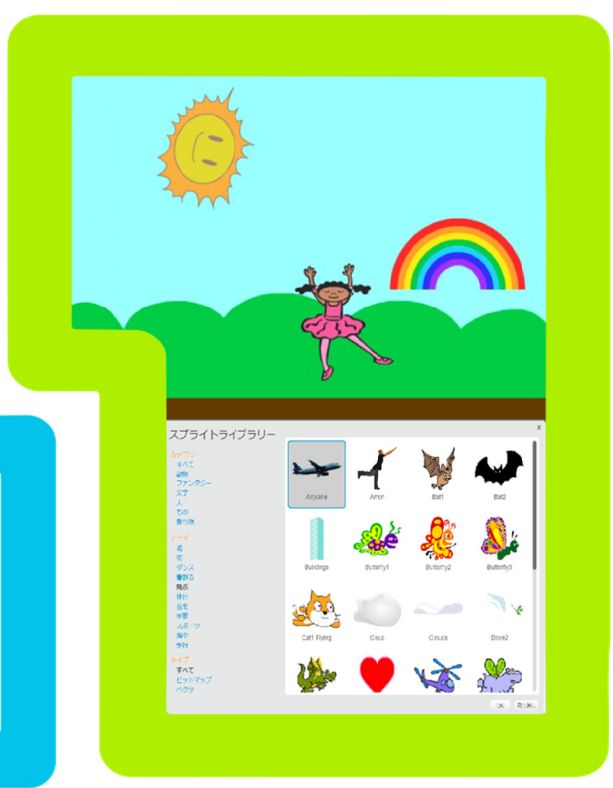 スプライトライブラリー
x
カテゴリー
すべて
動物
ファンタジー
文字
人
もの
乗り物
テーマ
城
ダンス
飛ぶ
休日
音楽
宇宙
スポーツ
海中
歩行
タイプ
すべて
ビットマップ
ベクター
Airplane Amon Bat1 Bat2
Buildings Butterfly1 Butterfly2 Butterfly3
Cat1 Flying Cloud Clouds Dove2
OK